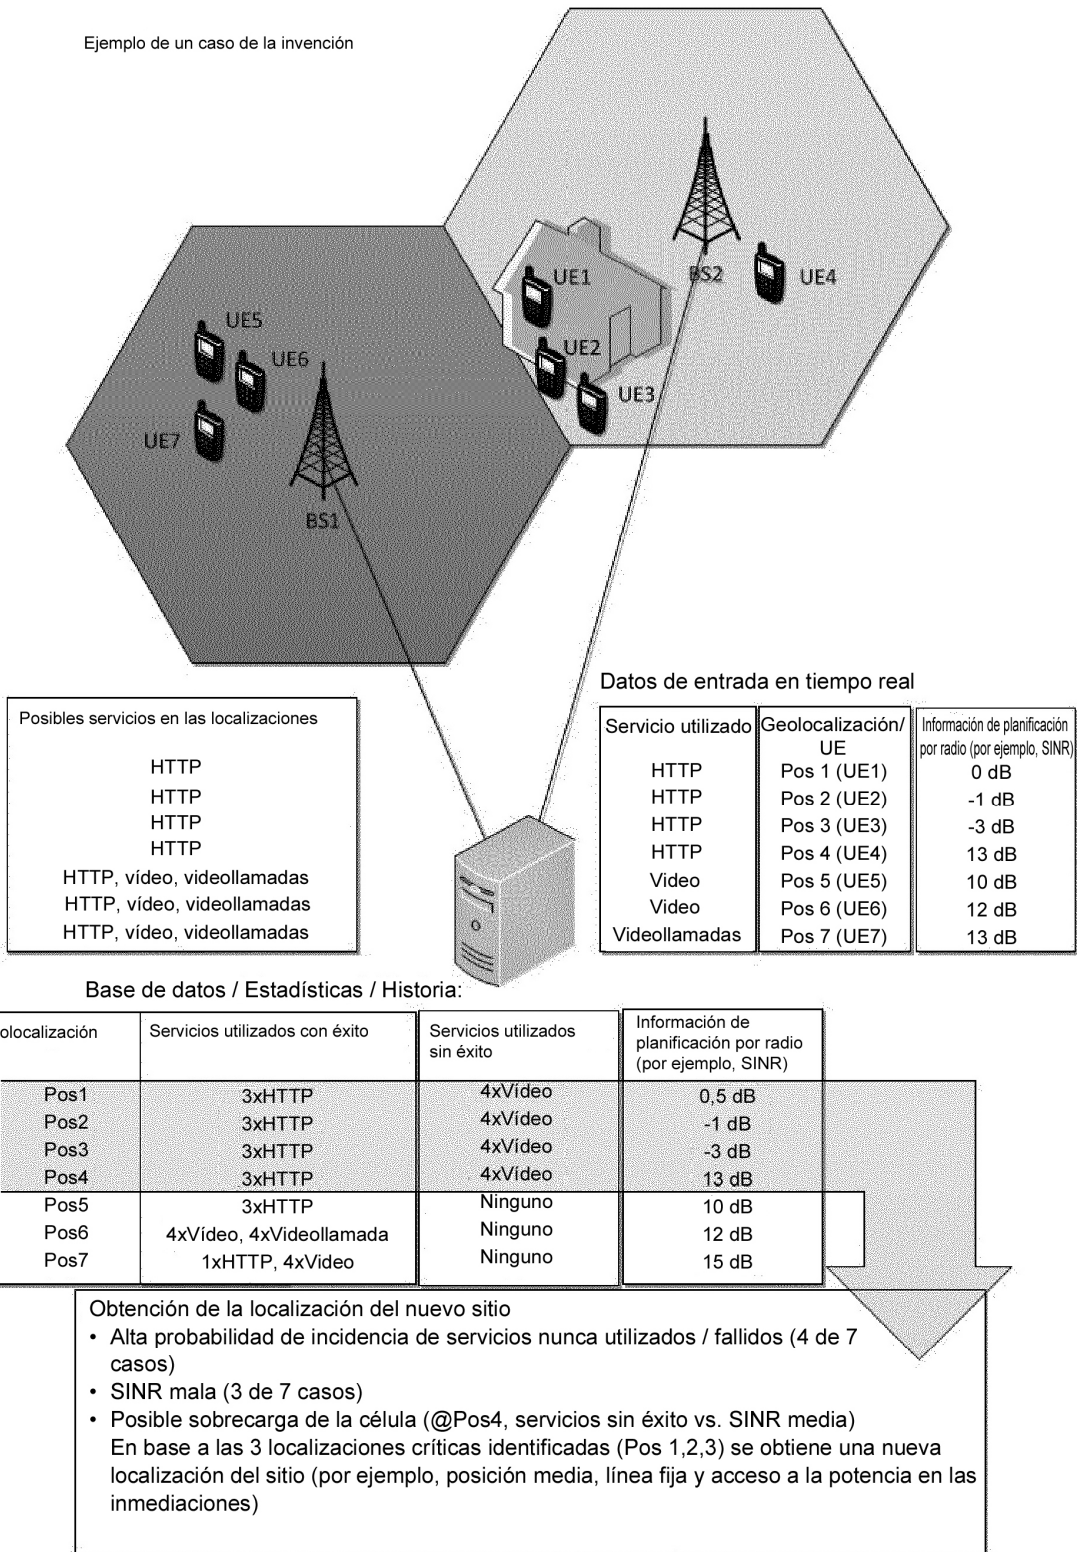 Ejemplo de un caso de la invención
UE1
BS2
UE4
UE2
UE3
UE5
UE6
UE7
BS1
Posibles servicios en las localizaciones
HTTP
HTTP
HTTP
HTTP
HTTP, vídeo, videollamadas
HTTP, vídeo, videollamadas
HTTP, vídeo, videollamadas
Datos de entrada en tiempo real
Servicio utilizado Geolocalización/ UE Información de planificación por radio (por ejemplo, SINR)
HTTP Pos 1 (UE1) 0 dB
HTTP Pos 2 (UE2) -1 dB
HTTP Pos 3 (UE3) -3 dB
HTTP Pos 4 (UE4) 13 dB
Video Pos 5 (UE5) 10 dB
Video Pos 6 (UE6) 12 dB
Videollamadas Pos 7 (UE7) 13 dB
Base de datos / Estadísticas / Historia:
olocalización Servicios utilizados con éxito Servicios utilizados sin éxito Información de planificación por radio (por ejemplo, SINR)
Pos1 3xHTTP 4xVídeo 0,5 dB
Pos2 3xHTTP 4xVídeo -1 dB
Pos3 3xHTTP 4xVídeo -3 dB
Pos4 3xHTTP 4xVídeo 13 dB
Pos5 3xHTTP Ninguno 10 dB
Pos6 4xVídeo, 4xVideollamada Ninguno 12 dB
Pos7 1xHTTP, 4xVideo Ninguno 15 dB
Obtención de la localización del nuevo sitio
• Alta probabilidad de incidencia de servicios nunca utilizados / fallidos (4 de 7
casos)
• SINR mala (3 de 7 casos)
• Posible sobrecarga de la célula (@Pos4, servicios sin éxito vs. SINR media)
En base a las 3 localizaciones críticas identificadas (Pos 1,2,3) se obtiene una nueva
localización del sitio (por ejemplo, posición media, línea fija y acceso a la potencia en las
inmediaciones)